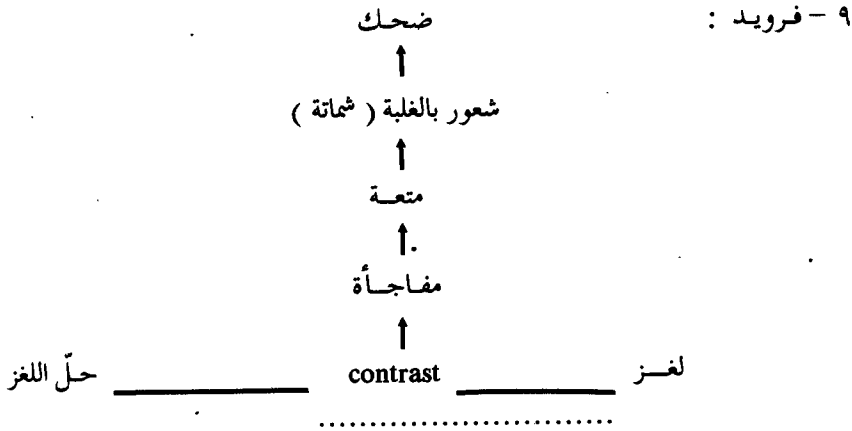 ٩ – فرويد :
ضحك
شعور بالغلبة ( شماتة )
متعة
مفاجأة
لغز contrast حلّ اللغز